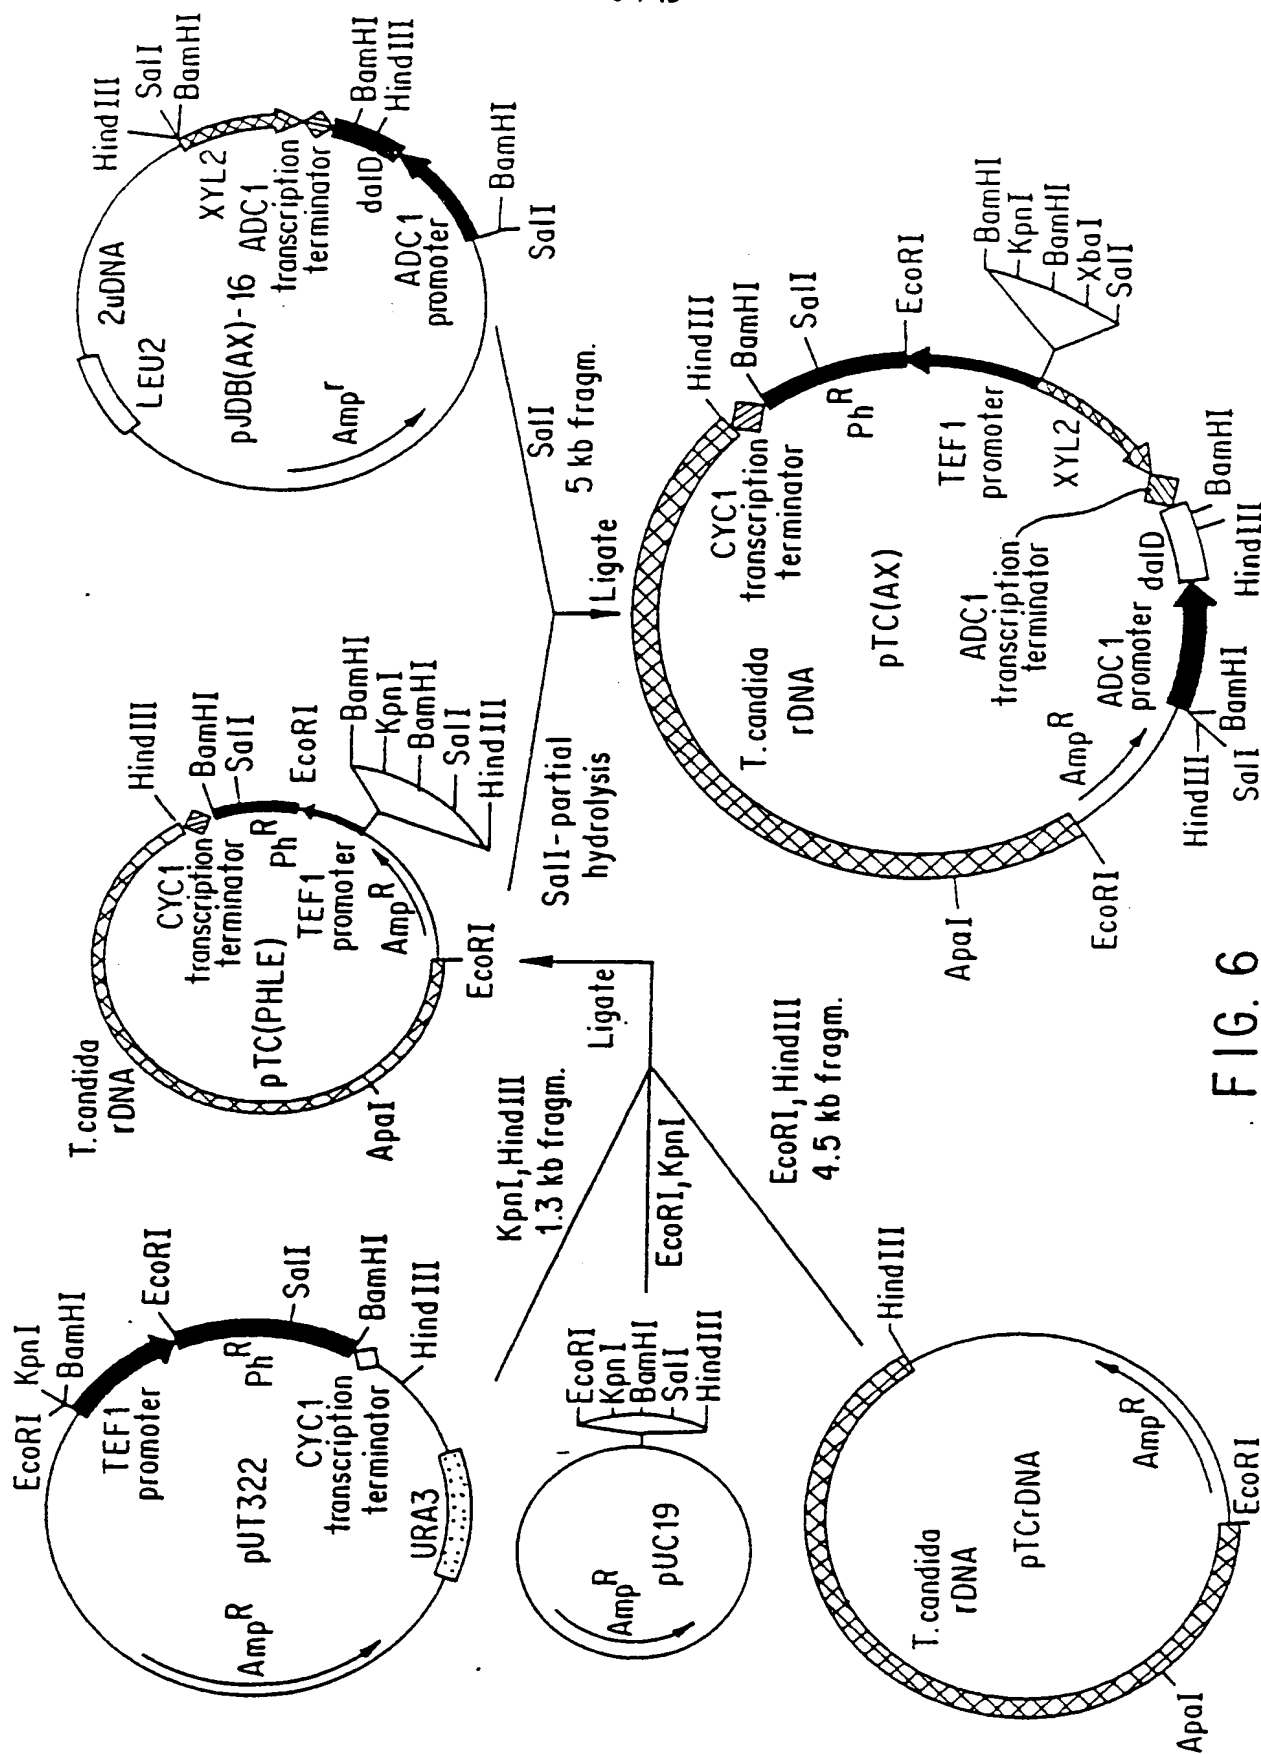 EcoRI
KpnI
BamHI
TEF1
promoter
EcoRI
Ph^R
SalI
CYC1
transcription
terminator
BamHI
HindIII
URA3
Amp^R
pUT322
Amp^R
pUC19
EcoRI
KpnI
BamHI
SalI
HindIII
T.candida
rDNA
pTCrDNA
Amp^R
HindIII
EcoRI
ApaI
KpnI,HindIII
1.3 kb fragm.
EcoRI,KpnI
EcoRI,HindIII
4.5 kb fragm.
Ligate
T.candida
rDNA
pTC(PHLE)
ApaI
EcoRI
HindIII
CYC1
transcription
terminator
BamHI
SalI
Ph^R
EcoRI
TEF1
promoter
Amp^R
BamHI
KpnI
BamHI
SalI
HindIII
SalI-partial
hydrolysis
Ligate
SalI
5 kb fragm.
HindIII
SalI
BamHI
2uDNA
LEU2
XYL2
pJDB(AX)-16
ADC1
transcription
terminator
BamHI
HindIII
dalD
ADC1
promoter
BamHI
SalI
Amp^r
HindIII
BamHI
CYC1
transcription
terminator
SalI
Ph^R
EcoRI
TEF1
promoter
BamHI
KpnI
BamHI
XbaI
SalI
XYL2
T.candida
rDNA
pTC(AX)
ADC1
transcription
terminator
dalD
BamHI
HindIII
ADC1
promoter
Amp^R
HindIII
SalI
BamHI
EcoRI
ApaI
FIG. 6